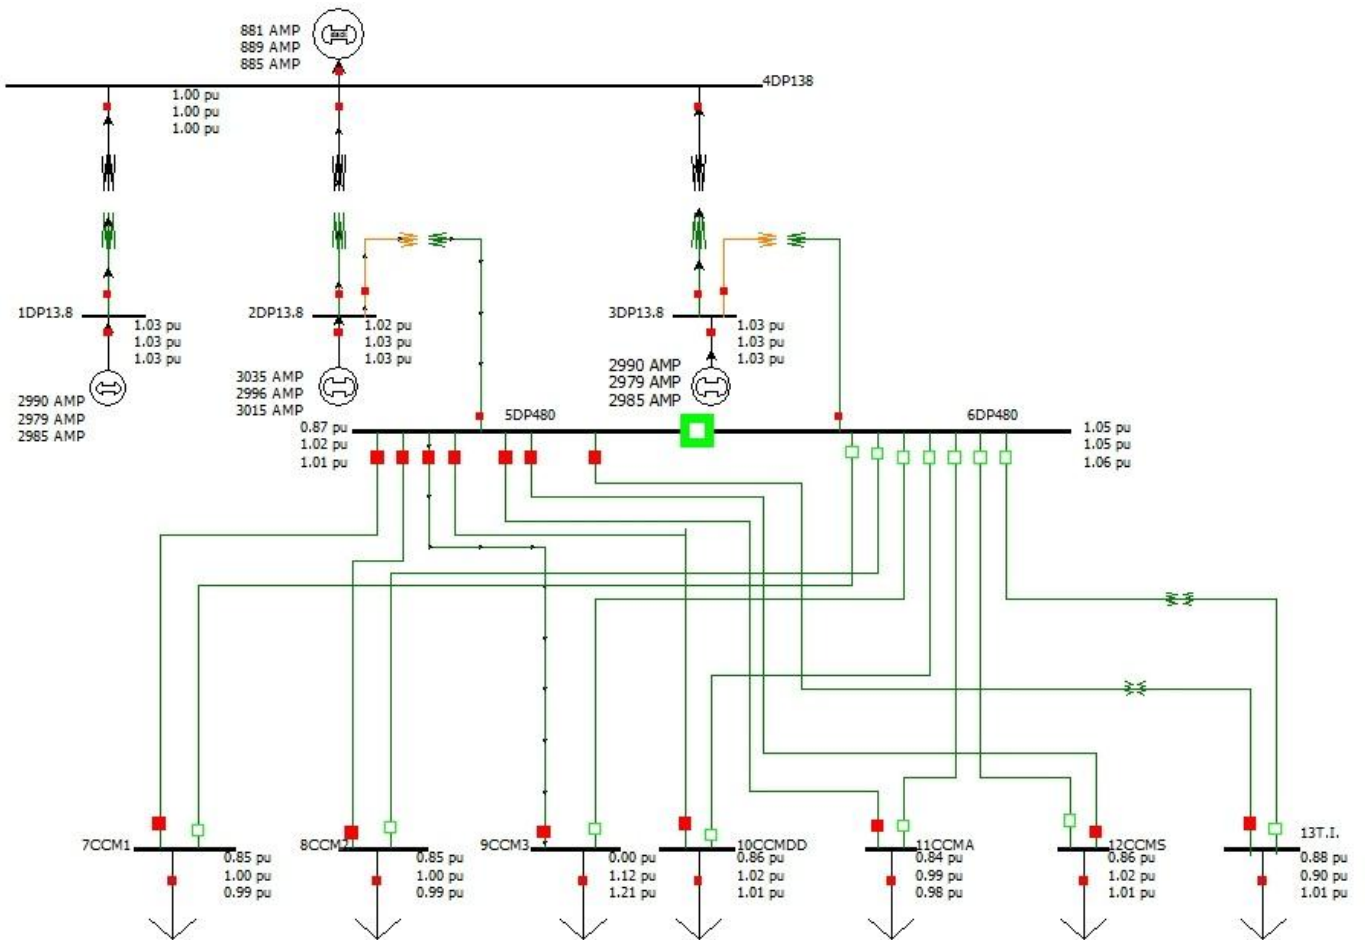 881 AMP
889 AMP
885 AMP
4DP138
1.00 pu
1.00 pu
1.00 pu
1DP13.8
1.03 pu
1.03 pu
1.03 pu
2990 AMP
2979 AMP
2985 AMP
2DP13.8
1.02 pu
1.03 pu
1.03 pu
3035 AMP
2996 AMP
3015 AMP
3DP13.8
1.03 pu
1.03 pu
1.03 pu
2990 AMP
2979 AMP
2985 AMP
5DP480
0.87 pu
1.02 pu
1.01 pu
6DP480
1.05 pu
1.05 pu
1.06 pu
7CCM1
0.85 pu
1.00 pu
0.99 pu
8CCM2
0.85 pu
1.00 pu
0.99 pu
9CCM3
0.00 pu
1.12 pu
1.21 pu
10CCMDD
0.86 pu
1.02 pu
1.01 pu
11CCMA
0.84 pu
0.99 pu
0.98 pu
12CCMS
0.86 pu
1.02 pu
1.01 pu
13T.I.
0.88 pu
0.90 pu
1.01 pu